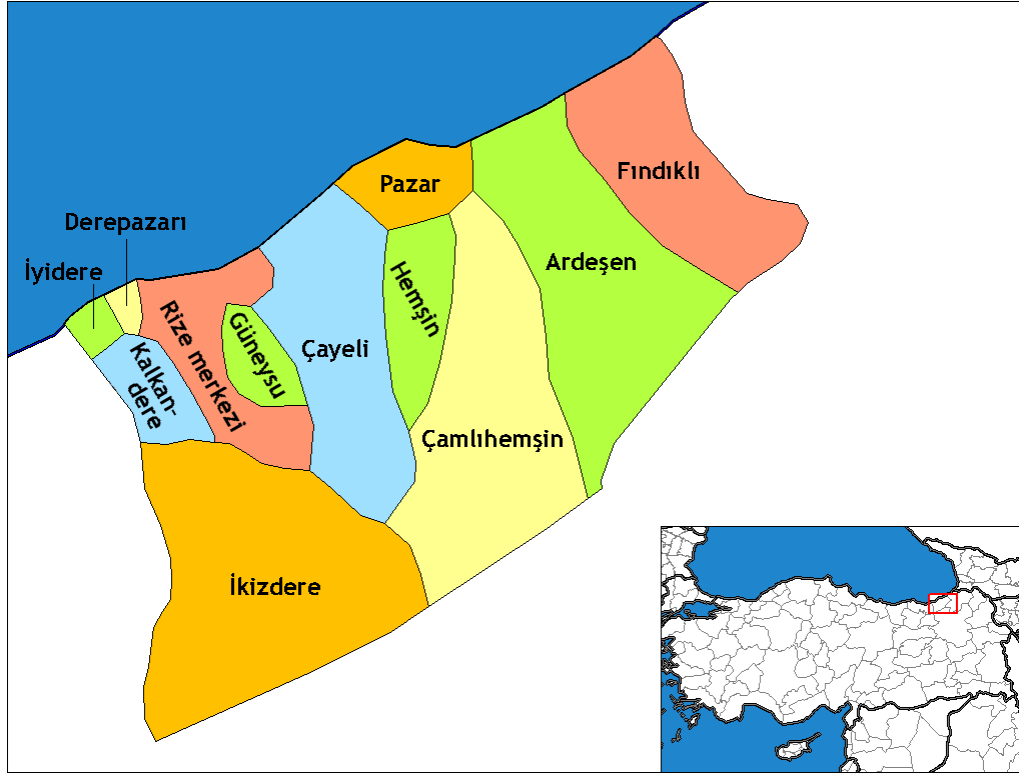 Fındıklı
Pazar
Derepazarı
İyidere
Ardeşen
Hemşin
Rize merkezi
Güneysu
Çayeli
Kalkan-
dere
Çamlıhemşin
İkizdere